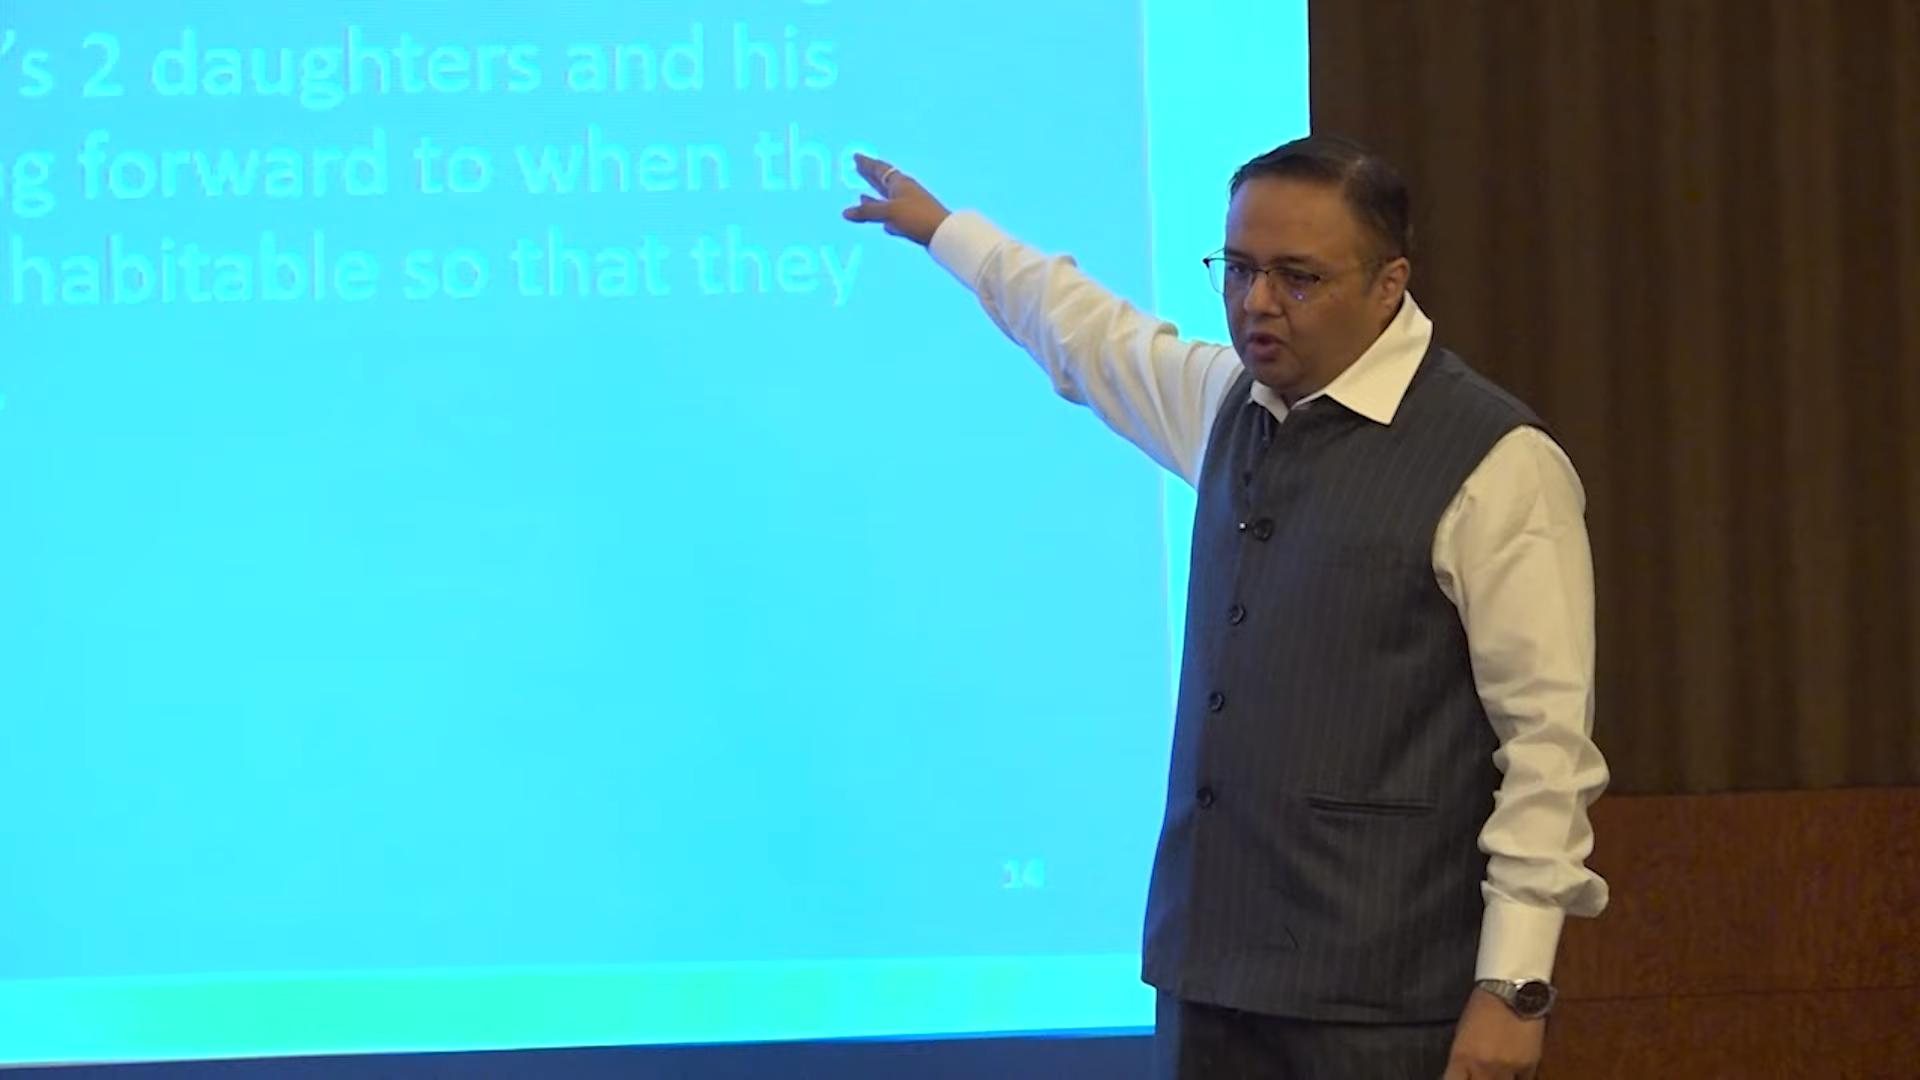 's 2 daughters and his
forward to when the
habitable so that they
14